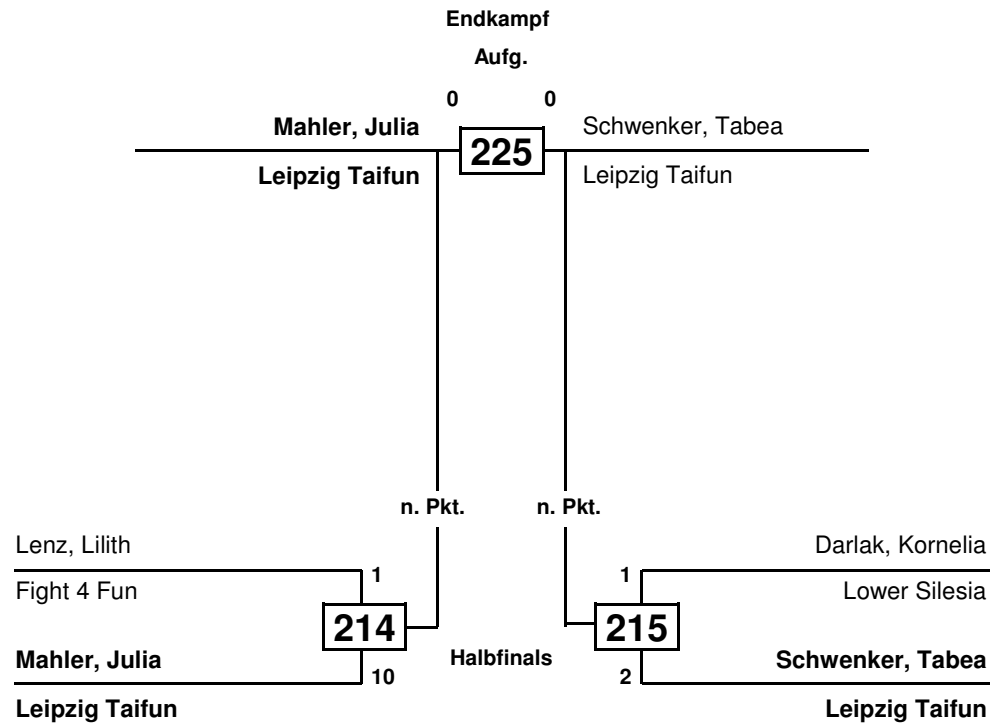 Endkampf
Aufg.
0 0
Mahler, Julia 225 Schwenker, Tabea
Leipzig Taifun Leipzig Taifun
n. Pkt. n. Pkt.
Lenz, Lilith Darlak, Kornelia
1 1
Fight 4 Fun Lower Silesia
214 215
Mahler, Julia Halbfinals Schwenker, Tabea
10 2
Leipzig Taifun Leipzig Taifun